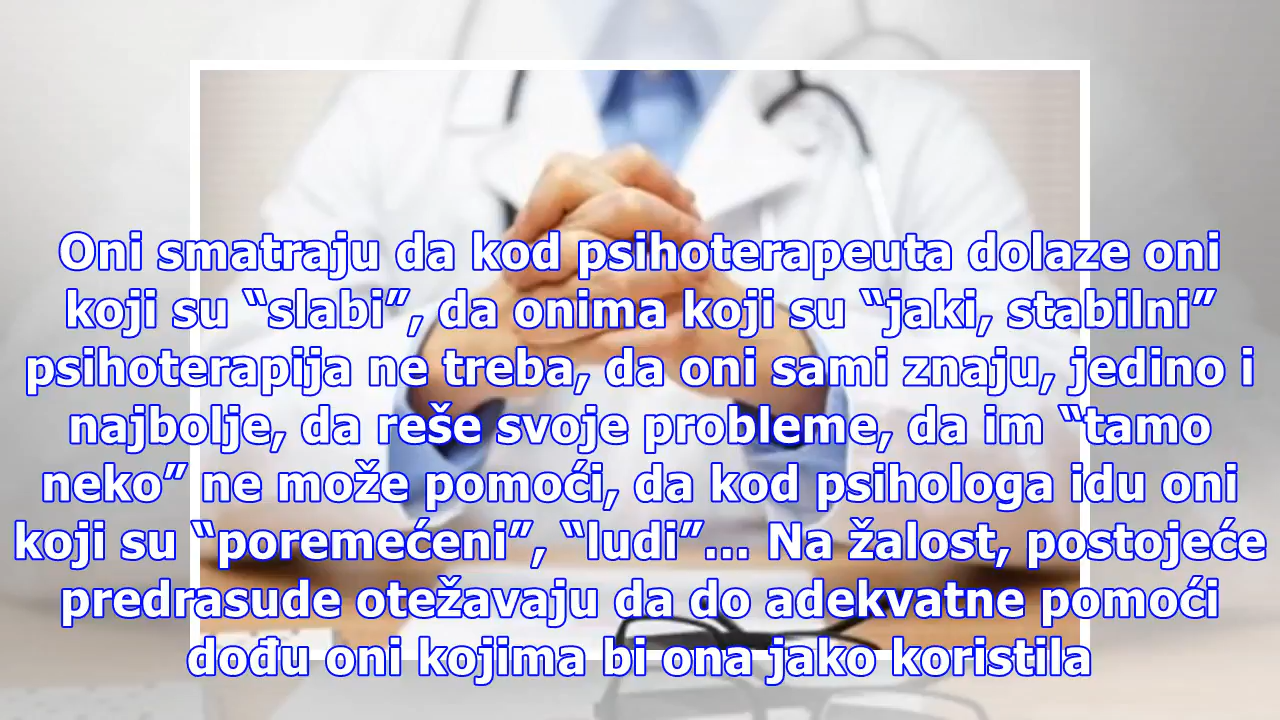 Oni smatraju da kod psihoterapeuta dolaze oni
koji su “slabi”, da onima koji su “jaki, stabilni”
psihoterapija ne treba, da oni sami znaju, jedino i
najbolje, da reše svoje probleme, da im “tamo
neko” ne može pomoći, da kod psihologa idu oni
koji su “poremećeni”, “ludi”... Na žalost, postojeće
predrasude otežavaju da do adekvatne pomoći
dođu oni kojima bi ona jako koristila